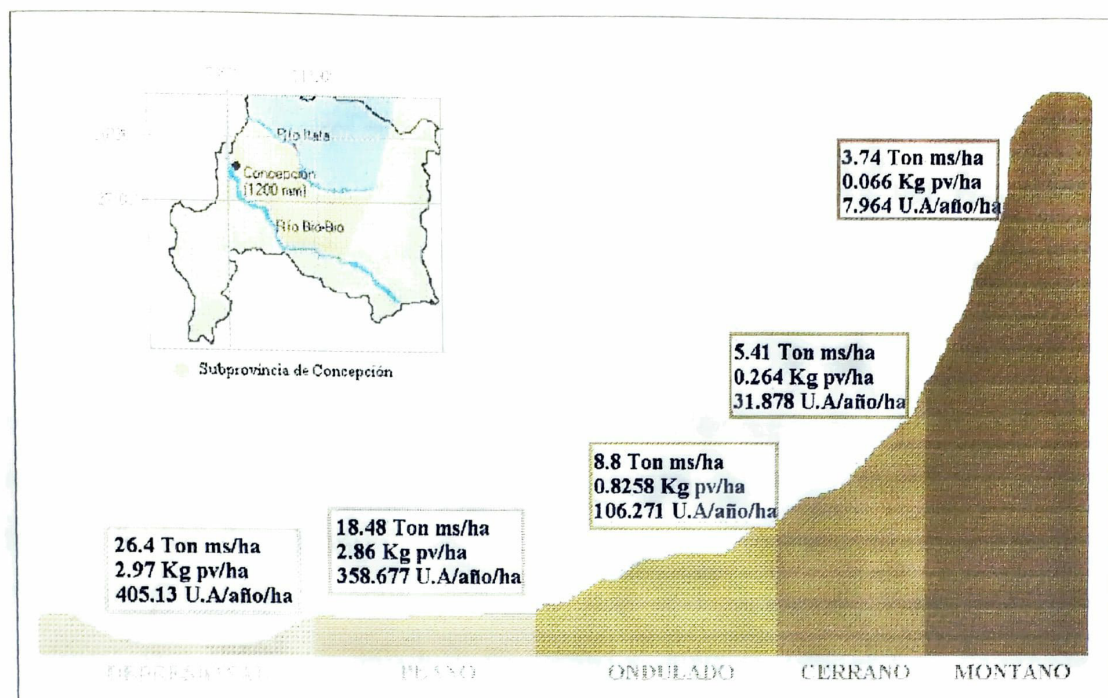 Río Itata
Concepción
(1200 mm)
Río Bío-Bío
Subprovincia de Concepción
3.74 Ton ms/ha
0.066 Kg pv/ha
7.964 U.A/año/ha
5.41 Ton ms/ha
0.264 Kg pv/ha
31.878 U.A/año/ha
8.8 Ton ms/ha
0.8258 Kg pv/ha
106.271 U.A/año/ha
18.48 Ton ms/ha
2.86 Kg pv/ha
358.677 U.A/año/ha
26.4 Ton ms/ha
2.97 Kg pv/ha
405.13 U.A/año/ha
PLANO
ONDULADO
CERRANO
MONTANO